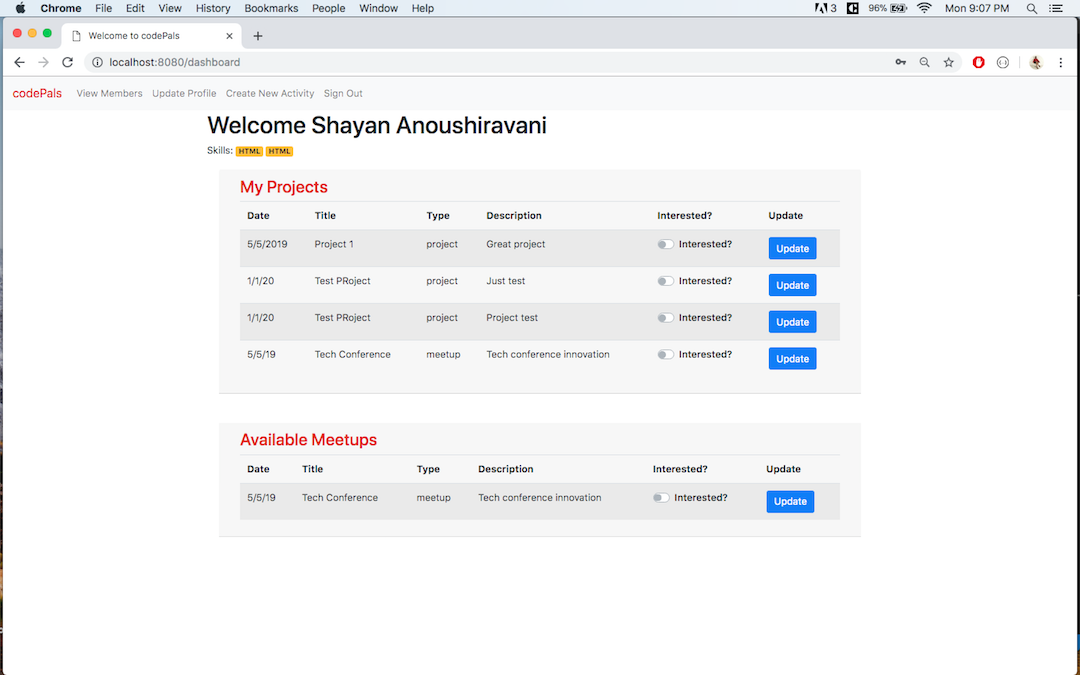 Chrome File Edit View History Bookmarks People Window Help 3 96% Mon 9:07 PM
Welcome to codePals
localhost:8080/dashboard
codePals View Members Update Profile Create New Activity Sign Out
Welcome Shayan Anoushiravani
Skills: HTML HTML
My Projects
Date Title Type Description Interested? Update
5/5/2019 Project 1 project Great project Interested? Update
1/1/20 Test PRoject project Just test Interested? Update
1/1/20 Test PRoject project Project test Interested? Update
5/5/19 Tech Conference meetup Tech conference innovation Interested? Update
Available Meetups
Date Title Type Description Interested? Update
5/5/19 Tech Conference meetup Tech conference innovation Interested? Update